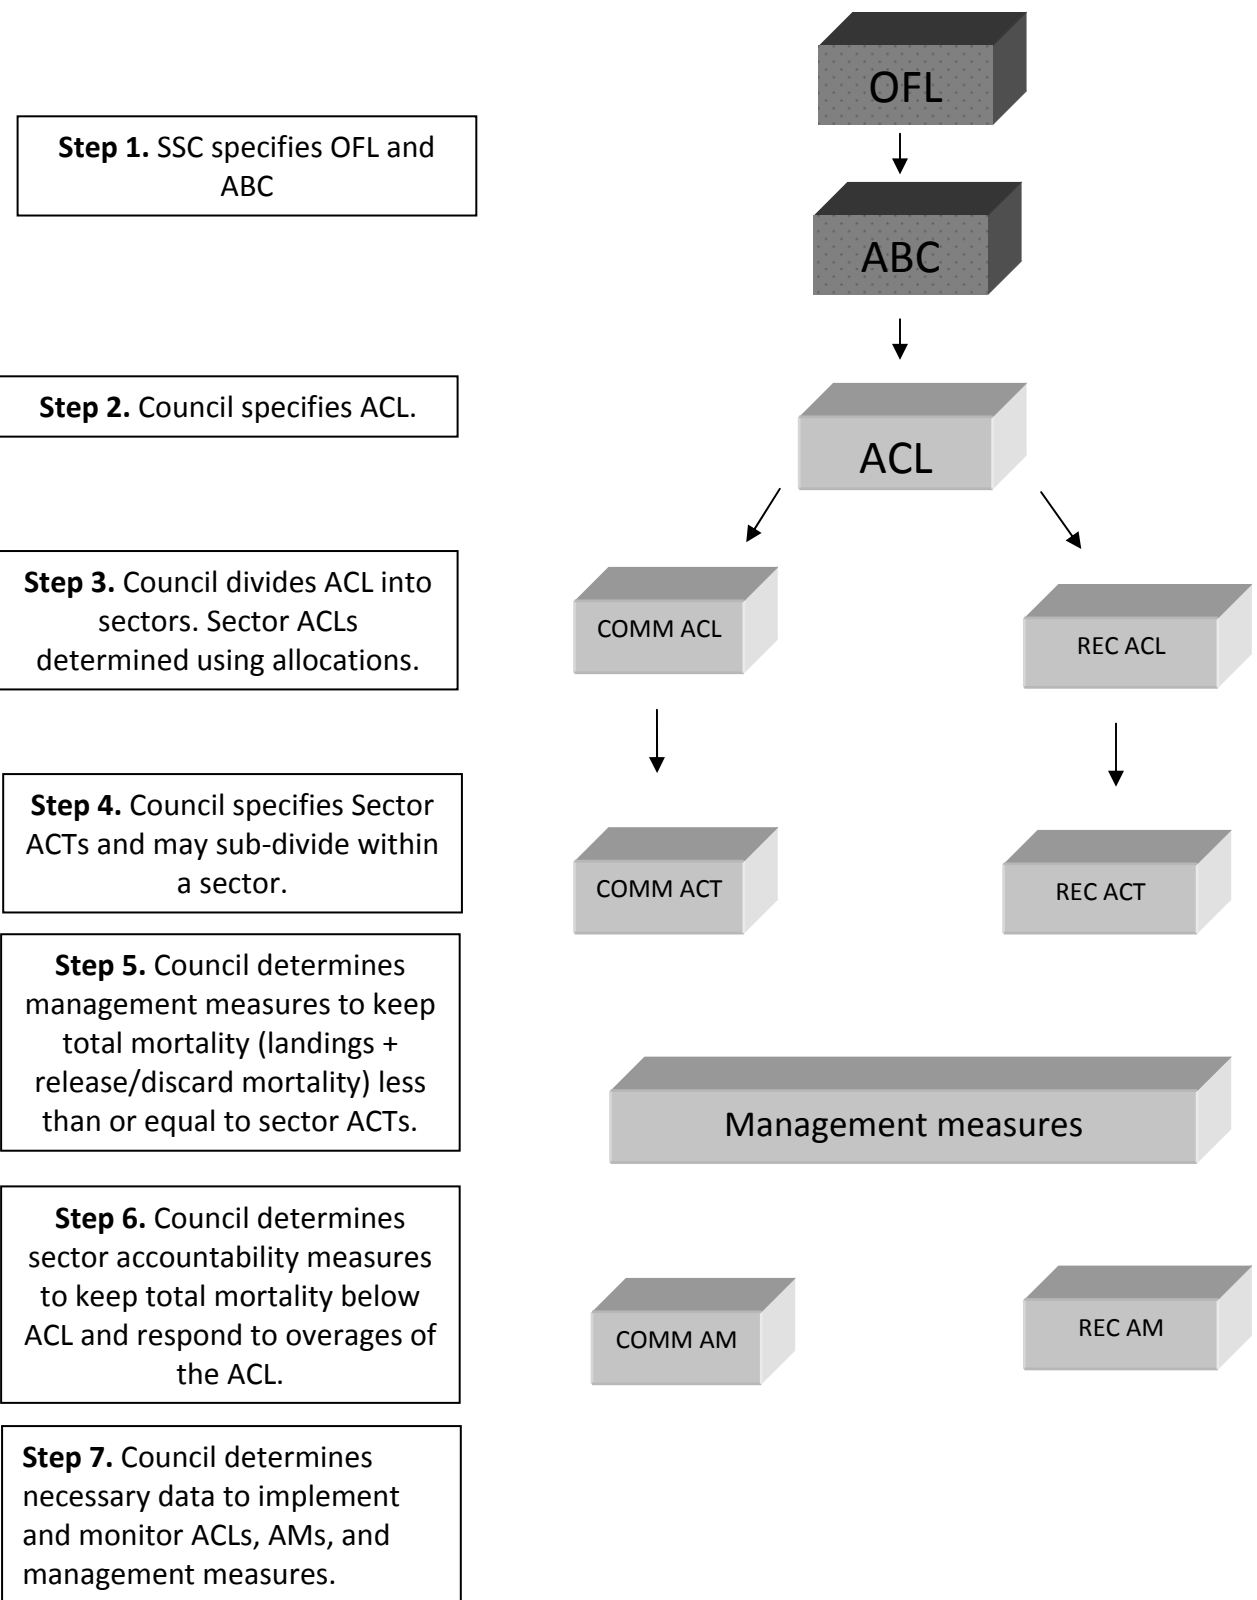 OFL
Step 1. SSC specifies OFL and
ABC
ABC
Step 2. Council specifies ACL.
ACL
Step 3. Council divides ACL into
sectors. Sector ACLs
determined using allocations.
COMM ACL
REC ACL
Step 4. Council specifies Sector
ACTs and may sub-divide within
a sector.
COMM ACT
REC ACT
Step 5. Council determines
management measures to keep
total mortality (landings +
release/discard mortality) less
than or equal to sector ACTs.
Management measures
Step 6. Council determines
sector accountability measures
to keep total mortality below
ACL and respond to overages of
the ACL.
COMM AM
REC AM
Step 7. Council determines
necessary data to implement
and monitor ACLs, AMs, and
management measures.